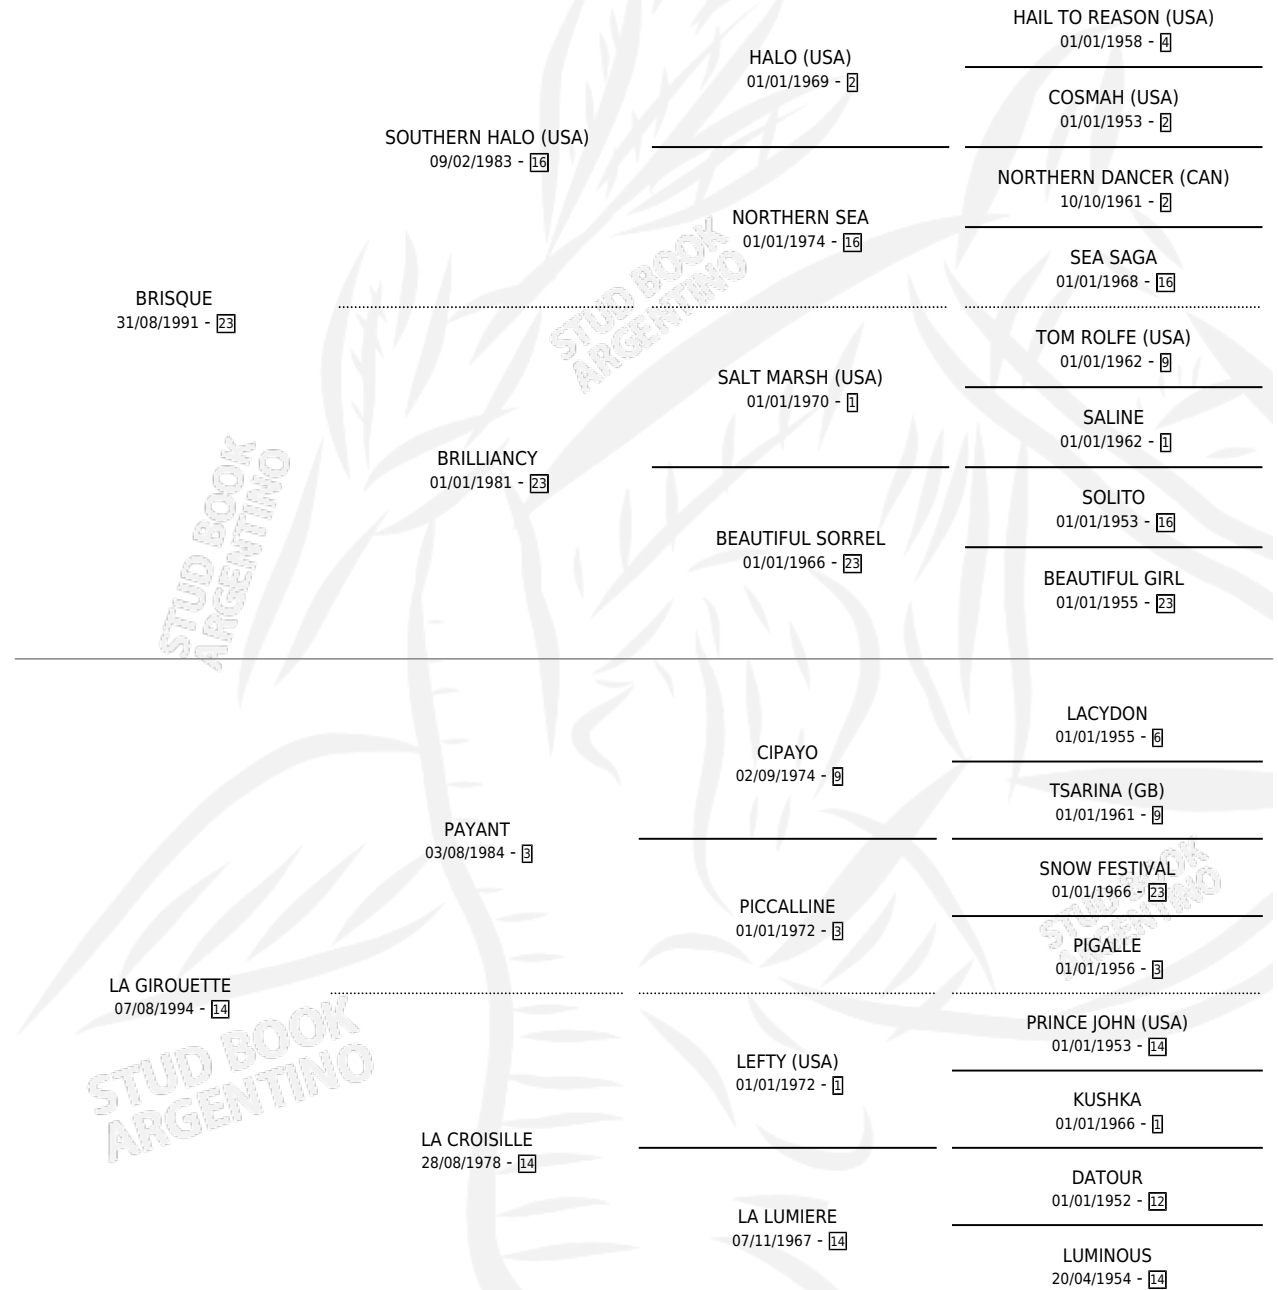 HAIL TO REASON (USA)
01/01/1958 - 4
HALO (USA)
01/01/1969 - 2
COSMAH (USA)
01/01/1953 - 2
SOUTHERN HALO (USA)
09/02/1983 - 16
NORTHERN DANCER (CAN)
10/10/1961 - 2
NORTHERN SEA
01/01/1974 - 16
SEA SAGA
01/01/1968 - 16
BRISQUE
31/08/1991 - 23
STUD BOOK
ARGENTINO
TOM ROLFE (USA)
01/01/1962 - 9
SALT MARSH (USA)
01/01/1970 - 1
SALINE
01/01/1962 - 1
BRILLIANCY
01/01/1981 - 23
SOLITO
01/01/1953 - 16
BEAUTIFUL SORREL
01/01/1966 - 23
BEAUTIFUL GIRL
01/01/1955 - 23
STUD BOOK
ARGENTINO
LACYDON
01/01/1955 - 6
CIPAYO
02/09/1974 - 9
TSARINA (GB)
01/01/1961 - 9
PAYANT
03/08/1984 - 3
SNOW FESTIVAL
01/01/1966 - 23
PICCALLINE
01/01/1972 - 3
PIGALLE
01/01/1956 - 3
STUD BOOK
ARGENTINO
LA GIROUETTE
07/08/1994 - 14
STUD BOOK
ARGENTINO
PRINCE JOHN (USA)
01/01/1953 - 14
LEFTY (USA)
01/01/1972 - 1
KUSHKA
01/01/1966 - 1
LA CROISILLE
28/08/1978 - 14
DATOUR
01/01/1952 - 12
LA LUMIERE
07/11/1967 - 14
LUMINOUS
20/04/1954 - 14